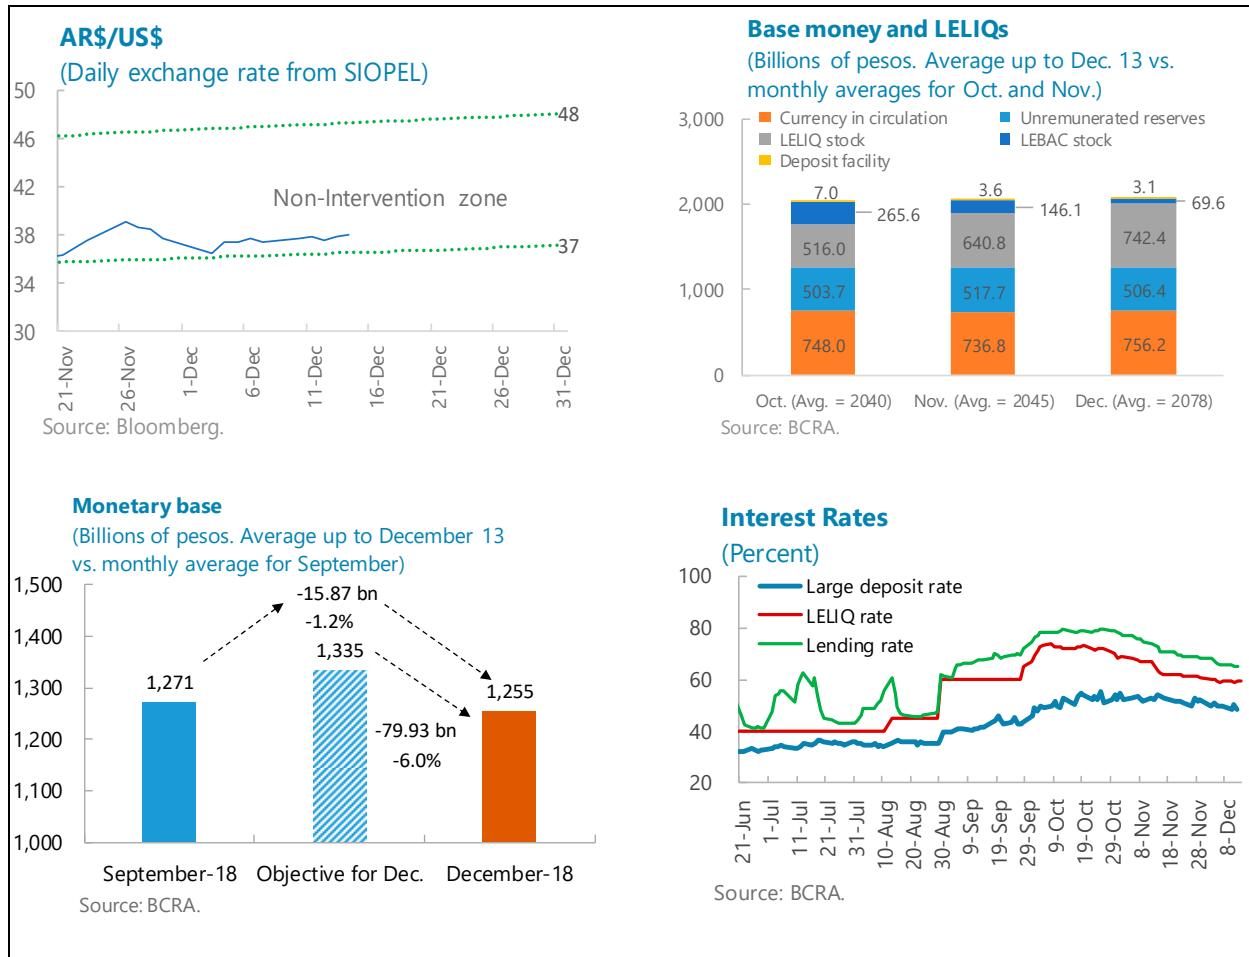 AR$/US$
(Daily exchange rate from SIOPEL)
50
46
42
38
34
30
48
Non-Intervention zone
37
21-Nov
26-Nov
1-Dec
6-Dec
11-Dec
16-Dec
21-Dec
26-Dec
31-Dec
Source: Bloomberg.
Base money and LELIQs
(Billions of pesos. Average up to Dec. 13 vs.
monthly averages for Oct. and Nov.)
3,000
2,000
1,000
0
Currency in circulation
Unremunerated reserves
LELIQ stock
LEBAC stock
Deposit facility
7.0
3.6
3.1
265.6
146.1
69.6
516.0
640.8
742.4
503.7
517.7
506.4
748.0
736.8
756.2
Oct. (Avg. = 2040)
Nov. (Avg. = 2045)
Dec. (Avg. = 2078)
Source: BCRA.
Monetary base
(Billions of pesos. Average up to December 13
vs. monthly average for September)
1,500
1,400
1,300
1,200
1,100
1,000
-15.87 bn
-1.2%
1,335
1,271
1,255
-79.93 bn
-6.0%
September-18
Objective for Dec.
December-18
Source: BCRA.
Interest Rates
(Percent)
100
80
60
40
20
Large deposit rate
LELIQ rate
Lending rate
21-Jun
1-Jul
11-Jul
21-Jul
31-Jul
10-Aug
20-Aug
30-Aug
9-Sep
19-Sep
29-Sep
9-Oct
19-Oct
29-Oct
8-Nov
18-Nov
28-Nov
8-Dec
Source: BCRA.